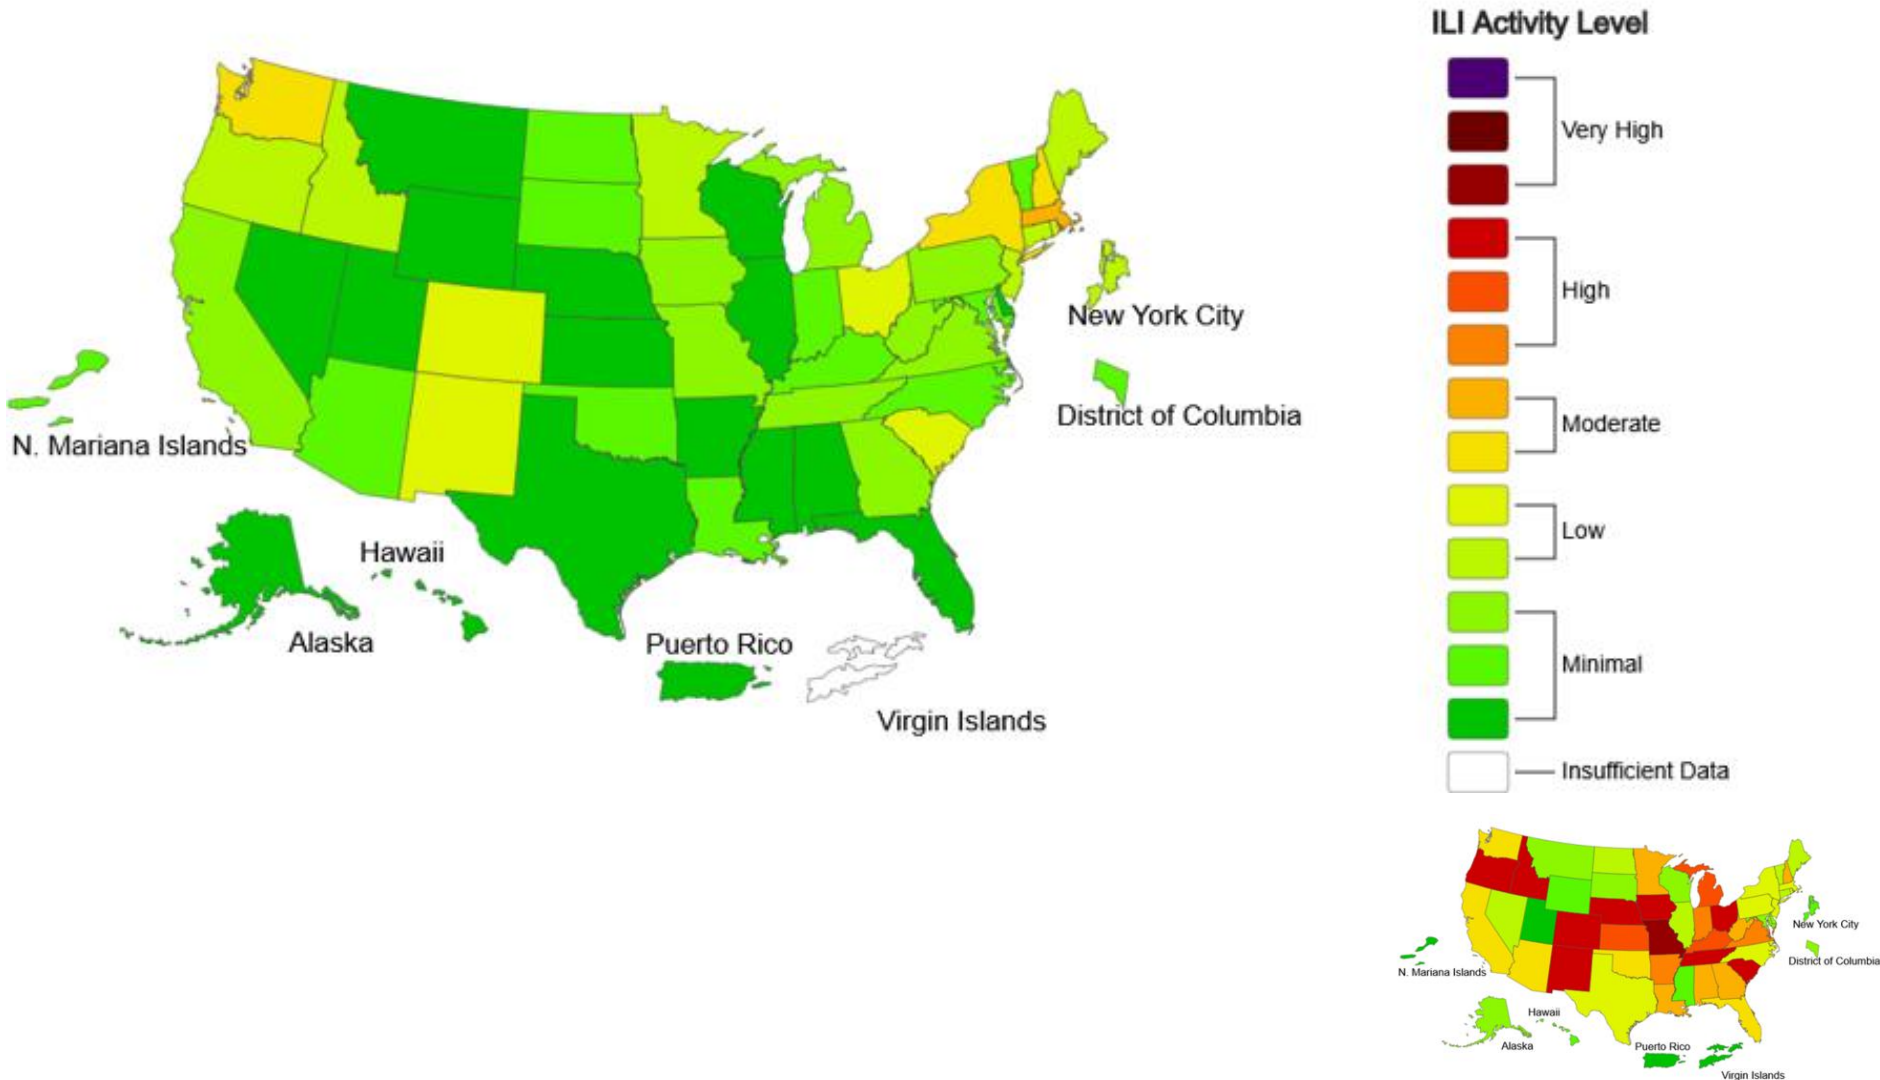 ILI Activity Level
Very High
High
Moderate
Low
Minimal
Insufficient Data
New York City
District of Columbia
N. Mariana Islands
Hawaii
Alaska
Puerto Rico
Virgin Islands
New York City
District of Columbia
N. Mariana Islands
Hawaii
Alaska
Puerto Rico
Virgin Islands